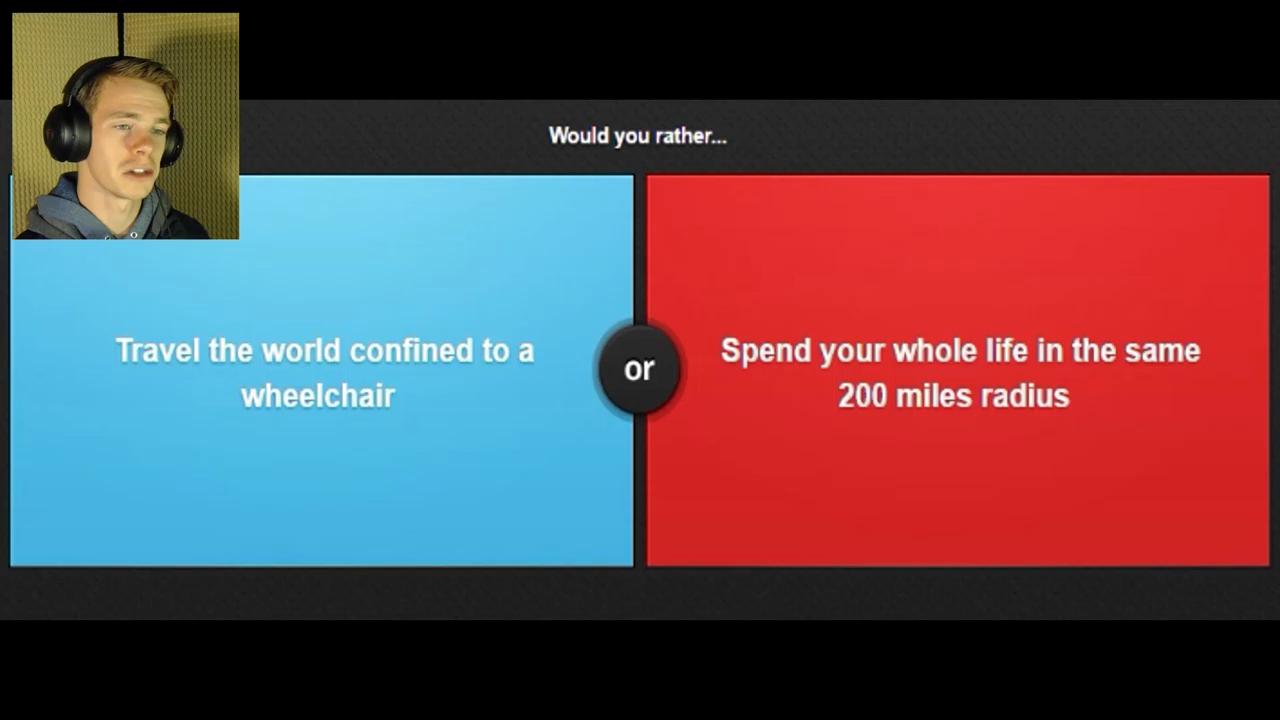 Would you rather...
Travel the world confined to a
wheelchair
or
Spend your whole life in the same
200 miles radius